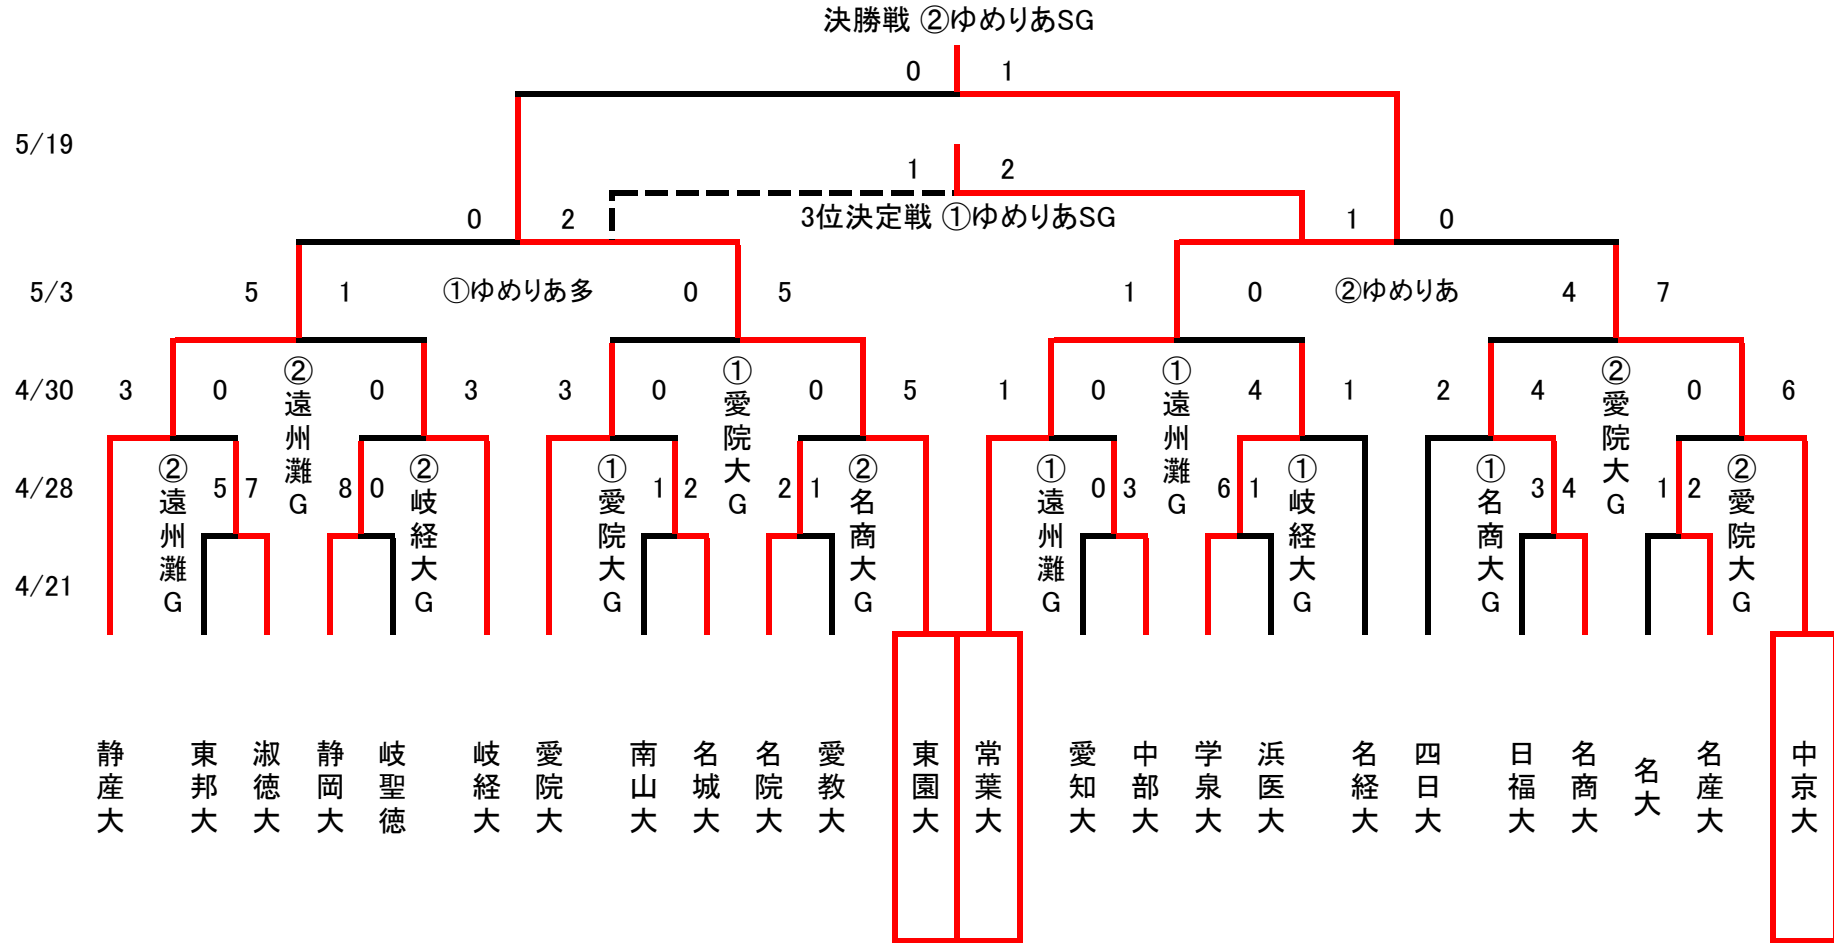 決勝戦 ②ゆめりあSG
0 1
5/19
1 2
0 2 3位決定戦 ①ゆめりあSG 1 0
5/3 5 1 ①ゆめりあ多 0 5 1 0 ②ゆめりあ 4 7
4/30 3 0 0 3 3 0 0 5 1 0 4 1 2 4 0 6
②遠州灘G
①愛院大G
①遠州灘G
②愛院大G
4/28 5 7 8 0 1 2 2 1 0 3 6 1 3 4 1 2
②遠州灘G
②岐経大G
①愛院大G
②名商大G
①遠州灘G
①岐経大G
①名商大G
②愛院大G
4/21
静産大
東邦大
淑徳大
静岡大
岐聖徳
岐経大
愛院大
南山大
名城大
名院大
愛教大
東園大
常葉大
愛知大
中部大
学泉大
浜医大
名経大
四日大
日福大
名商大
名大
名産大
中京大